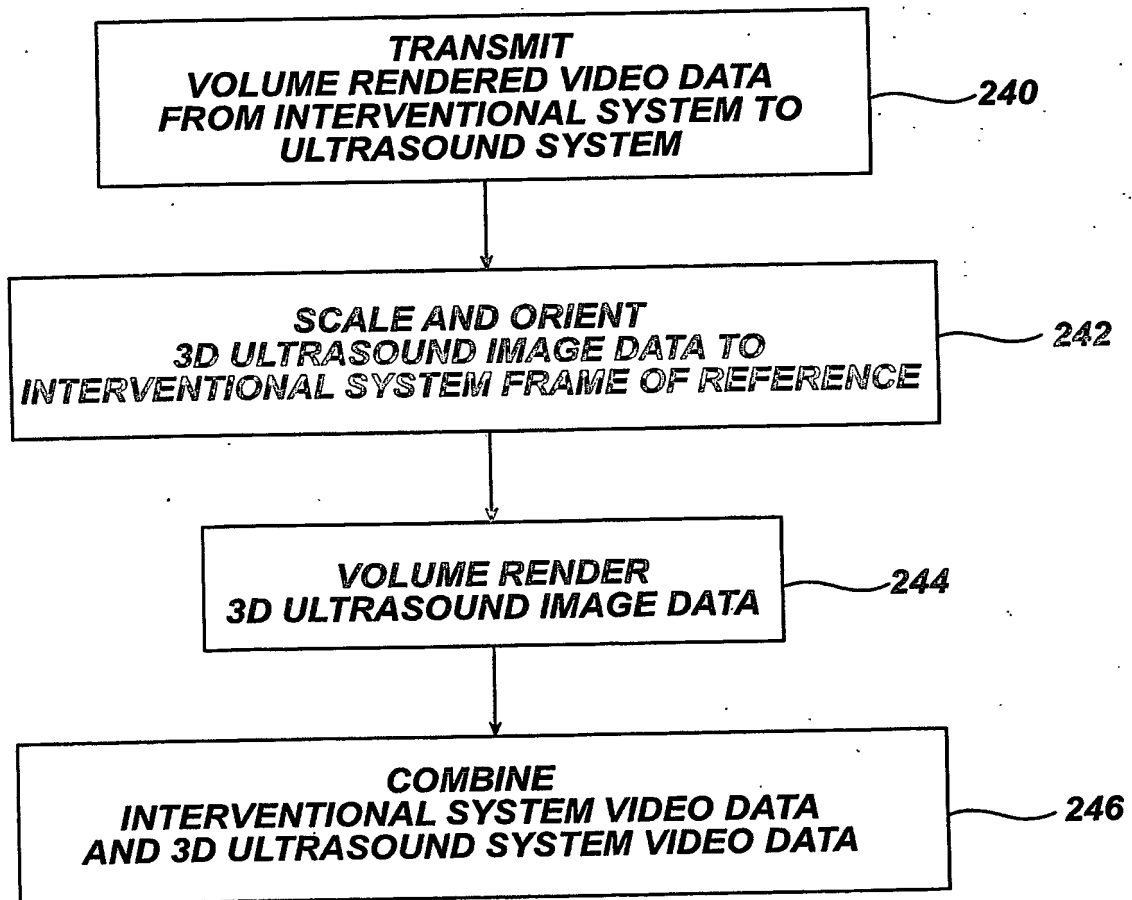 TRANSMIT
VOLUME RENDERED VIDEO DATA
FROM INTERVENTIONAL SYSTEM TO
ULTRASOUND SYSTEM
240
SCALE AND ORIENT
3D ULTRASOUND IMAGE DATA TO
INTERVENTIONAL SYSTEM FRAME OF REFERENCE
242
VOLUME RENDER
3D ULTRASOUND IMAGE DATA
244
COMBINE
INTERVENTIONAL SYSTEM VIDEO DATA
AND 3D ULTRASOUND SYSTEM VIDEO DATA
246